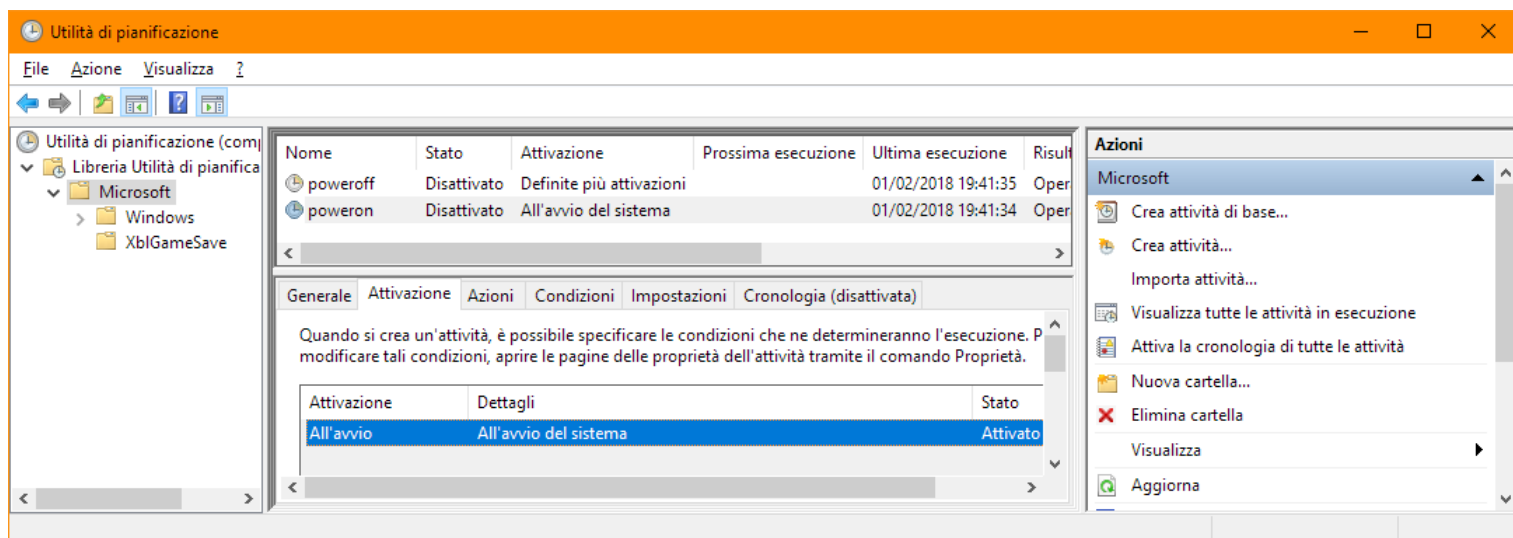 Utilità di pianificazione
File Azione Visualizza ?
Utilità di pianificazione (comp
Libreria Utilità di pianifica
Microsoft
Windows
XblGameSave
Nome Stato Attivazione Prossima esecuzione Ultima esecuzione Risult
poweroff Disattivato Definite più attivazioni 01/02/2018 19:41:35 Oper
poweron Disattivato All'avvio del sistema 01/02/2018 19:41:34 Oper
Generale Attivazione Azioni Condizioni Impostazioni Cronologia (disattivata)
Quando si crea un'attività, è possibile specificare le condizioni che ne determineranno l'esecuzione. P
modificare tali condizioni, aprire le pagine delle proprietà dell'attività tramite il comando Proprietà.
Attivazione Dettagli Stato
All'avvio All'avvio del sistema Attivato
Azioni
Microsoft
Crea attività di base...
Crea attività...
Importa attività...
Visualizza tutte le attività in esecuzione
Attiva la cronologia di tutte le attività
Nuova cartella...
Elimina cartella
Visualizza
Aggiorna